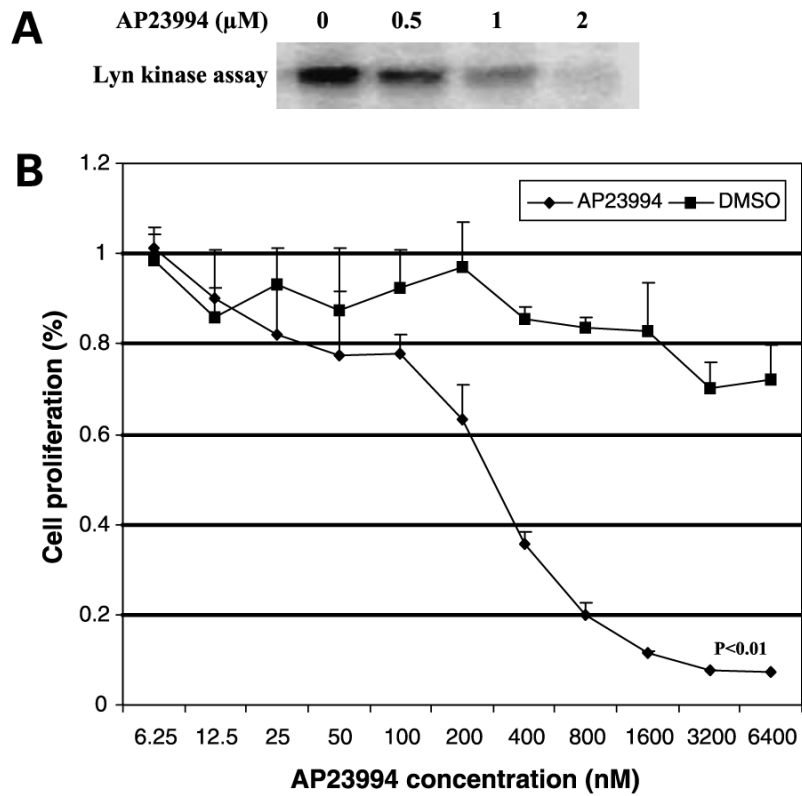 A
AP23994 (µM) 0 0.5 1 2
Lyn kinase assay
B
1.2
1
0.8
0.6
0.4
0.2
0
Cell proliferation (%)
AP23994 DMSO
P<0.01
6.25 12.5 25 50 100 200 400 800 1600 3200 6400
AP23994 concentration (nM)